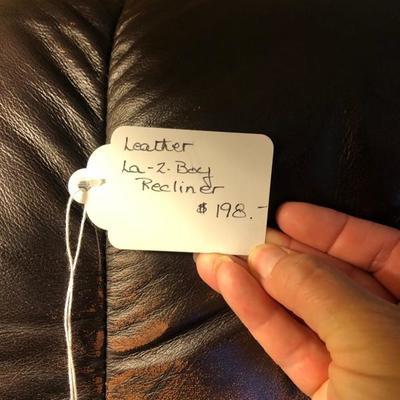 Leather
La-Z-Boy
Recliner
$ 198.-